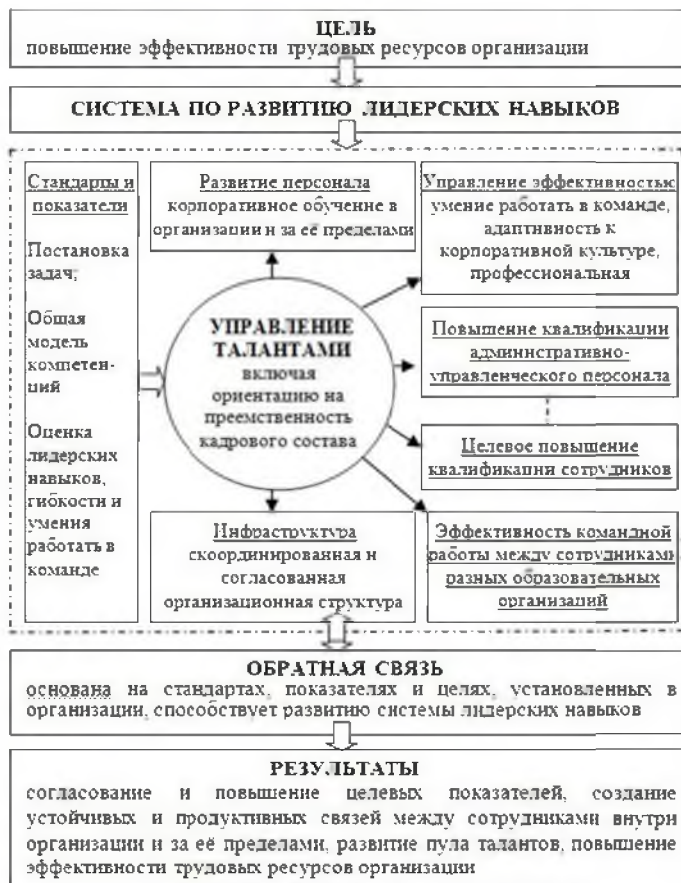 ЦЕЛЬ
повышение эффективности трудовых ресурсов организации
СИСТЕМА ПО РАЗВИТИЮ ЛИДЕРСКИХ НАВЫКОВ
Стандарты и
показатели
Постановка
задач;
Общая
модель
компетен-
ций
Оценка
лидерских
навыков,
гибкости и
умения
работать в
команде
Развитие персонала
корпоративное обучение в
организации и за её пределами
УПРАВЛЕНИЕ
ТАЛАНТАМИ
включая
ориентацию на
преемственность
кадрового состава
Инфраструктура
скоординированная и
согласованная
организационная структура
Управление эффективностью
умение работать в команде,
адаптивность к
корпоративной культуре,
профессиональная
Повышение квалификации
административно-
управленческого персонала
Целевое повышение
квалификации сотрудников
Эффективность командной
работы между сотрудниками
разных образовательных
организаций
ОБРАТНАЯ СВЯЗЬ
основана на стандартах, показателях и целях, установленных в
организации, способствует развитию системы лидерских навыков
РЕЗУЛЬТАТЫ
согласование и повышение целевых показателей, создание
устойчивых и продуктивных связей между сотрудниками внутри
организации и за её пределами, развитие пула талантов, повышение
эффективности трудовых ресурсов организации